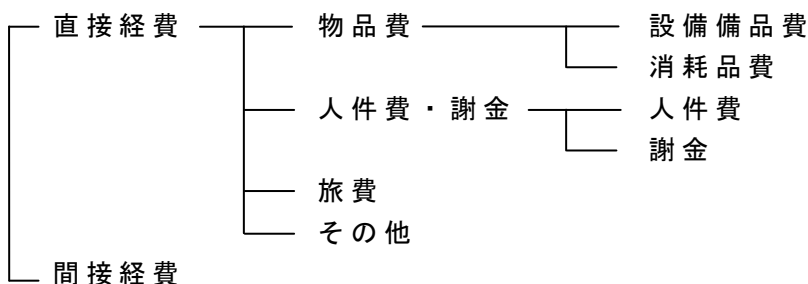 直接経費 物品費 設備備品費
消耗品費
人件費・謝金 人件費
謝金
旅費
その他
間接経費